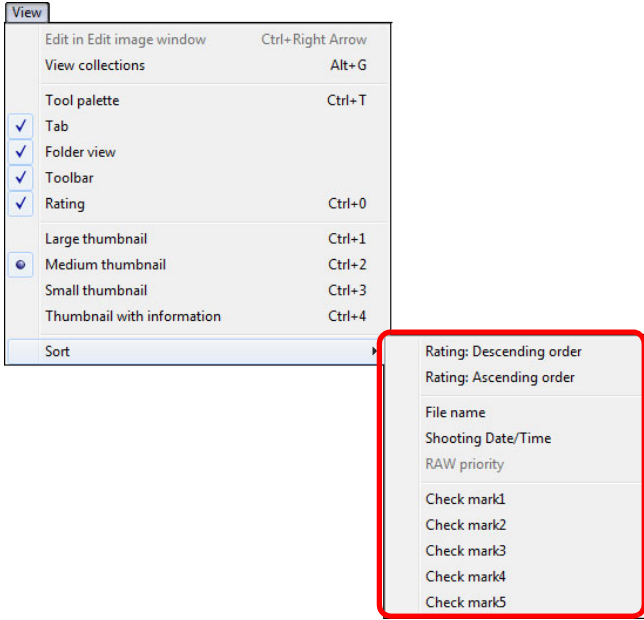 View
Edit in Edit image window Ctrl+Right Arrow
View collections Alt+G
Tool palette Ctrl+T
Tab
Folder view
Toolbar
Rating Ctrl+0
Large thumbnail Ctrl+1
Medium thumbnail Ctrl+2
Small thumbnail Ctrl+3
Thumbnail with information Ctrl+4
Sort
Rating: Descending order
Rating: Ascending order
File name
Shooting Date/Time
RAW priority
Check mark1
Check mark2
Check mark3
Check mark4
Check mark5